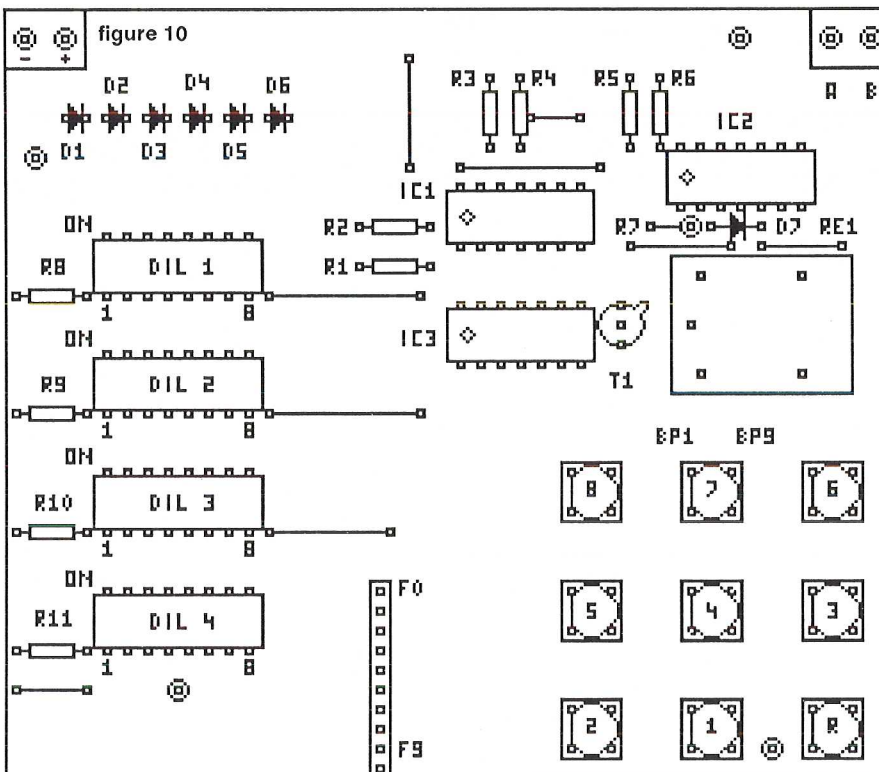 figure 10
- +
A B
D2 D4 D6
D1 D3 D5
R3 R4 R5 R6
IC2
IC1
ON
R2
R7 D7 RE1
R8 DIL 1
R1
1 8
ON
IC3
R9 DIL 2
T1
1 8
BP1 BP9
ON
R10 DIL 3
8 7 6
1 8
ON
F0
R11 DIL 4
5 4 3
1 8
2 1 R
F9